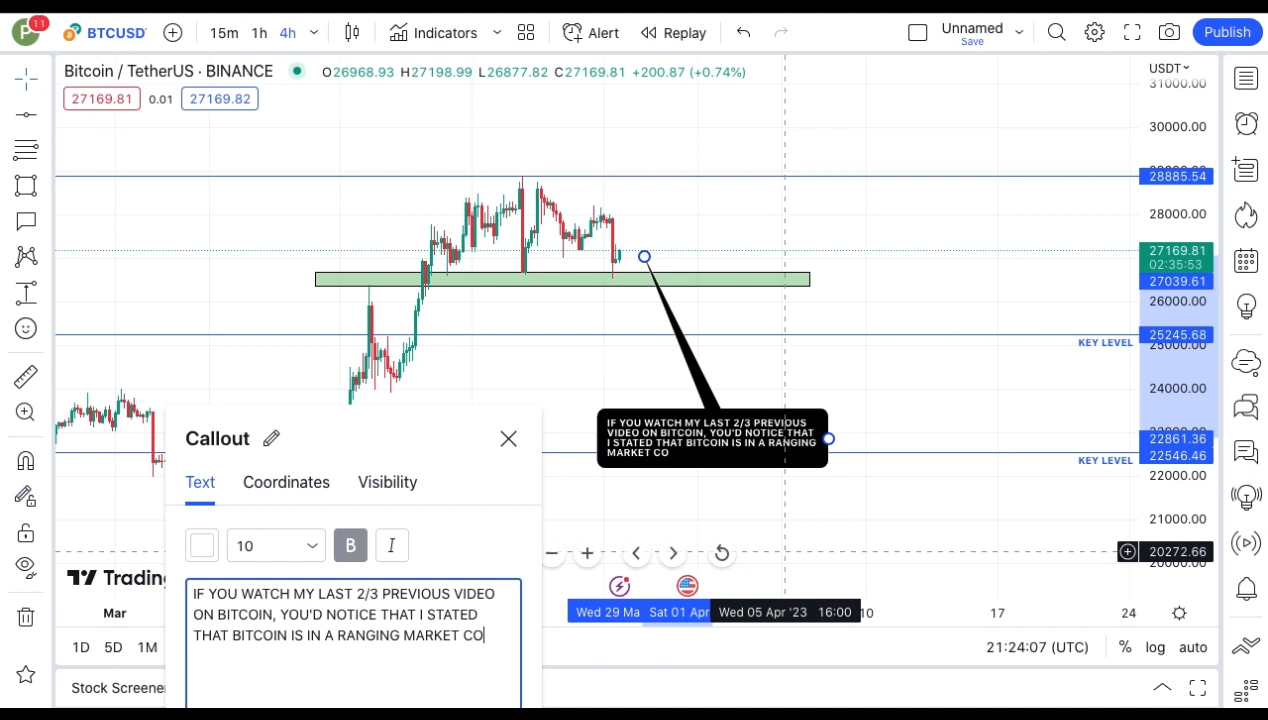 P 11 BTCUSD 15m 1h 4h Indicators Alert Replay Unnamed Save Publish
Bitcoin / TetherUS · BINANCE O26968.93 H27198.99 L26877.82 C27169.81 +200.87 (+0.74%) USDT
27169.81 0.01 27169.82
31000.00
30000.00
28885.54
28000.00
27169.81
02:35:53
27039.61
26000.00
25245.68
KEY LEVEL
25000.00
24000.00
22861.36
22546.46
KEY LEVEL
22000.00
21000.00
20272.66
IF YOU WATCH MY LAST 2/3 PREVIOUS
VIDEO ON BITCOIN, YOU'D NOTICE THAT
I STATED THAT BITCOIN IS IN A RANGING
MARKET CO
Callout
Text Coordinates Visibility
10 B I
IF YOU WATCH MY LAST 2/3 PREVIOUS VIDEO
ON BITCOIN, YOU'D NOTICE THAT I STATED
THAT BITCOIN IS IN A RANGING MARKET CO
Trading
Mar Wed 29 Ma Sat 01 Apr Wed 05 Apr '23 16:00 10 17 24
1D 5D 1M 21:24:07 (UTC) % log auto
Stock Screener